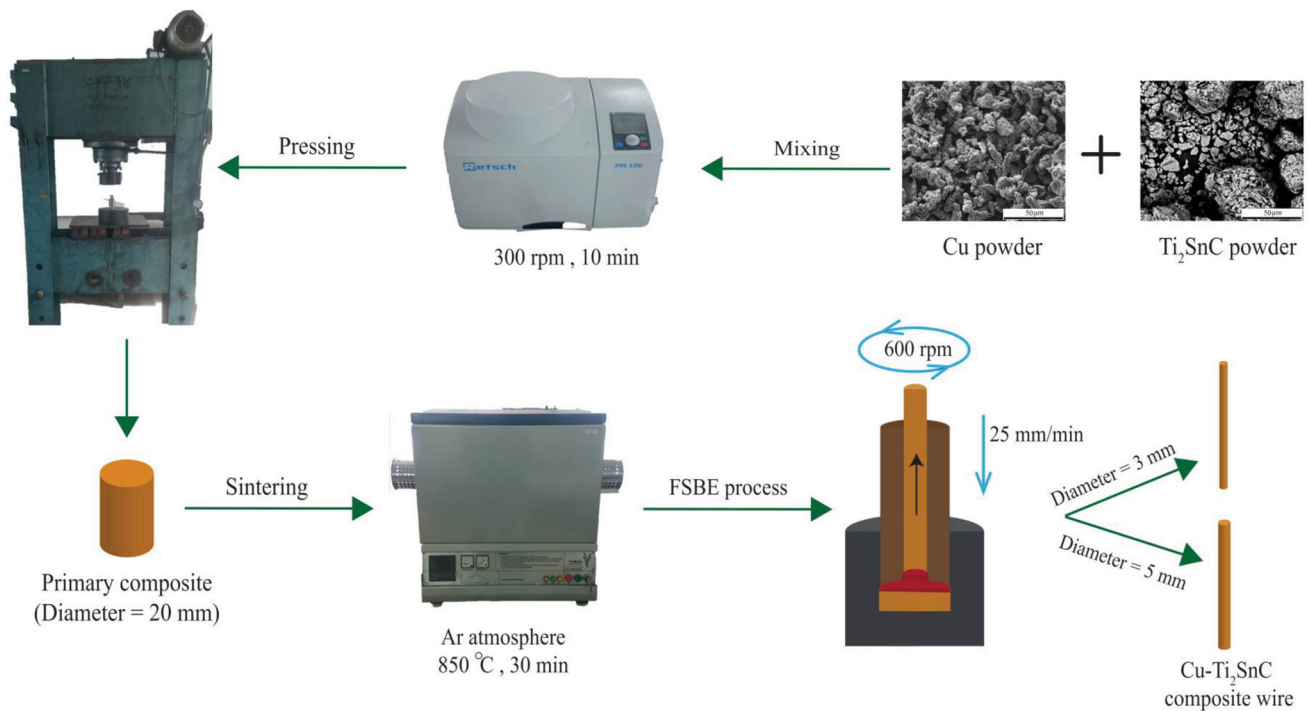 Pressing
Mixing
Retsch
PM 100
50µm
50µm
300 rpm , 10 min
Cu powder
Ti₂SnC powder
600 rpm
25 mm/min
Sintering
FSBE process
Diameter = 3 mm
Diameter = 5 mm
Primary composite
(Diameter = 20 mm)
Ar atmosphere
850 °C , 30 min
Cu-Ti₂SnC
composite wire